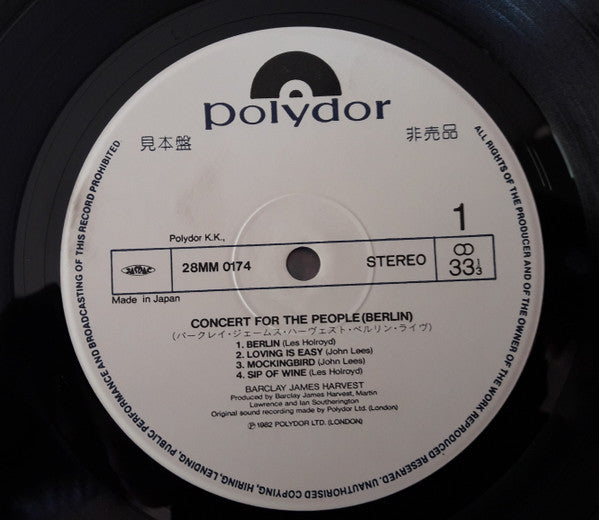 polydor
見本盤
非売品
1
Polydor K.K.,
JASRAC
28MM 0174
STEREO
33 1/3
Made in Japan
CONCERT FOR THE PEOPLE (BERLIN)
(バークレイ・ジェームス・ハーヴェスト・ベルリン・ライヴ)
1. BERLIN (Les Holroyd)
2. LOVING IS EASY (John Lees)
3. MOCKINGBIRD (John Lees)
4. SIP OF WINE (Les Holroyd)
BARCLAY JAMES HARVEST
Produced by Barclay James Harvest, Martin
Lawrence and Ian Southerington
Original sound recording made by Polydor Ltd. (London)
℗ 1982 POLYDOR LTD. (LONDON)
ALL RIGHTS OF THE PRODUCER AND OF THE OWNER OF THE WORK REPRODUCED RESERVED. UNAUTHORISED COPYING, HIRING, LENDING, PUBLIC PERFORMANCE AND BROADCASTING OF THIS RECORD PROHIBITED